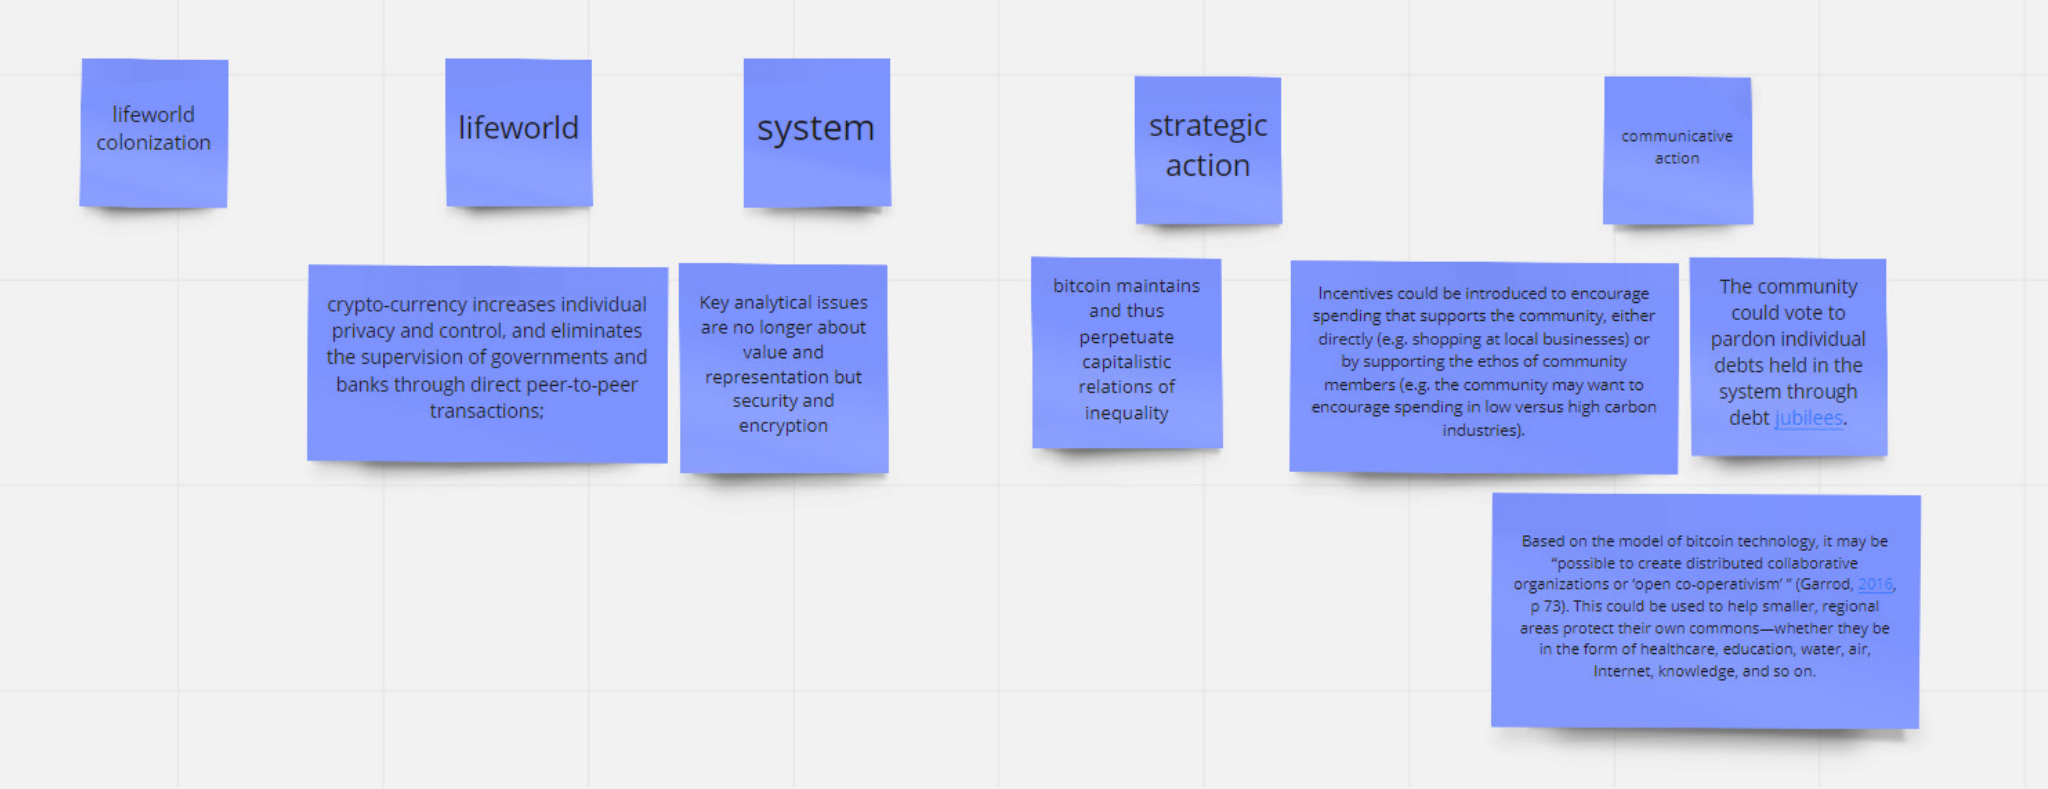 lifeworld
colonization
lifeworld
system
strategic
action
communicative
action
crypto-currency increases individual
privacy and control, and eliminates
the supervision of governments and
banks through direct peer-to-peer
transactions;
Key analytical issues
are no longer about
value and
representation but
security and
encryption
bitcoin maintains
and thus
perpetuate
capitalistic
relations of
inequality
Incentives could be introduced to encourage
spending that supports the community, either
directly (e.g. shopping at local businesses) or
by supporting the ethos of community
members (e.g. the community may want to
encourage spending in low versus high carbon
industries).
The community
could vote to
pardon individual
debts held in the
system through
debt jubilees.
Based on the model of bitcoin technology, it may be
“possible to create distributed collaborative
organizations or ‘open co-operativism’ ” (Garrod, 2016,
p 73). This could be used to help smaller, regional
areas protect their own commons—whether they be
in the form of healthcare, education, water, air,
Internet, knowledge, and so on.